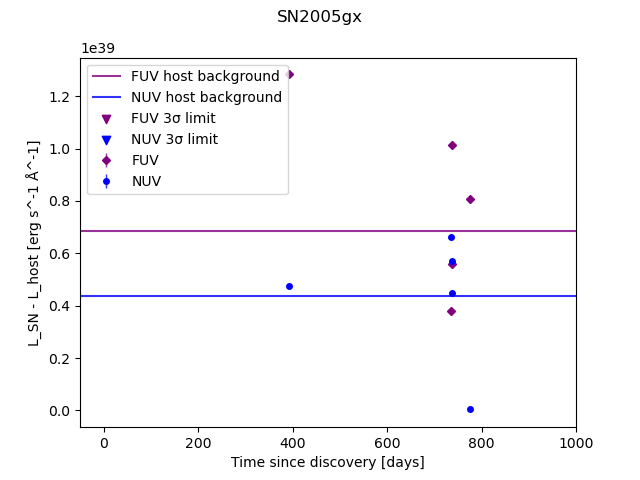 SN2005gx
1e39
FUV host background
NUV host background
FUV 3σ limit
NUV 3σ limit
FUV
NUV
1.2
1.0
0.8
0.6
0.4
0.2
0.0
L_SN - L_host [erg s^-1 Å^-1]
0 200 400 600 800 1000
Time since discovery [days]